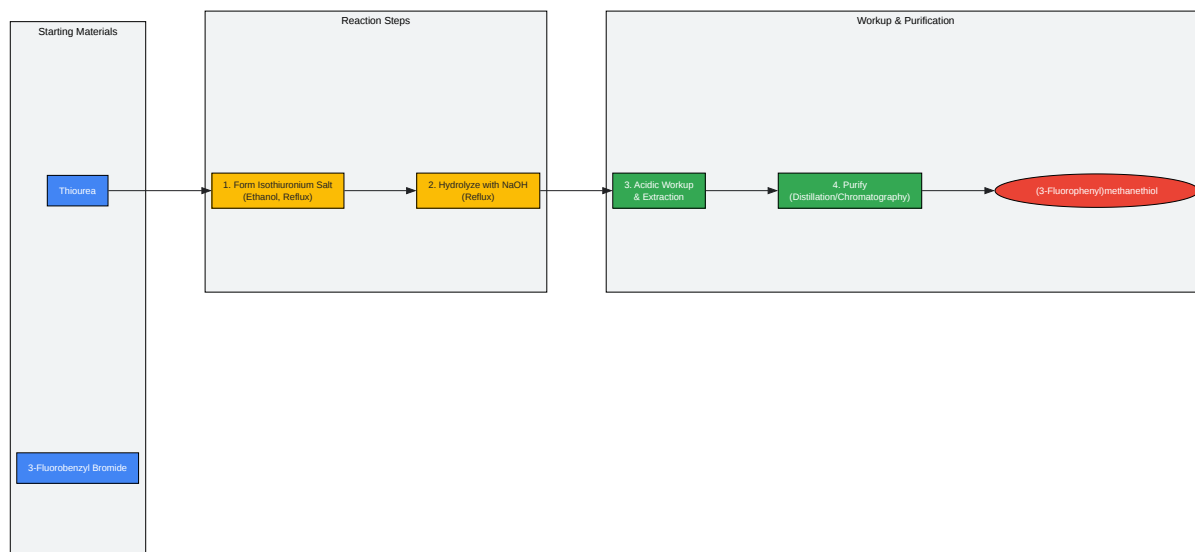 Starting Materials
Reaction Steps
Workup & Purification
Thiourea
1. Form Isothiuronium Salt
(Ethanol, Reflux)
2. Hydrolyze with NaOH
(Reflux)
3. Acidic Workup
& Extraction
4. Purify
(Distillation/Chromatography)
(3-Fluorophenyl)methanethiol
3-Fluorobenzyl Bromide